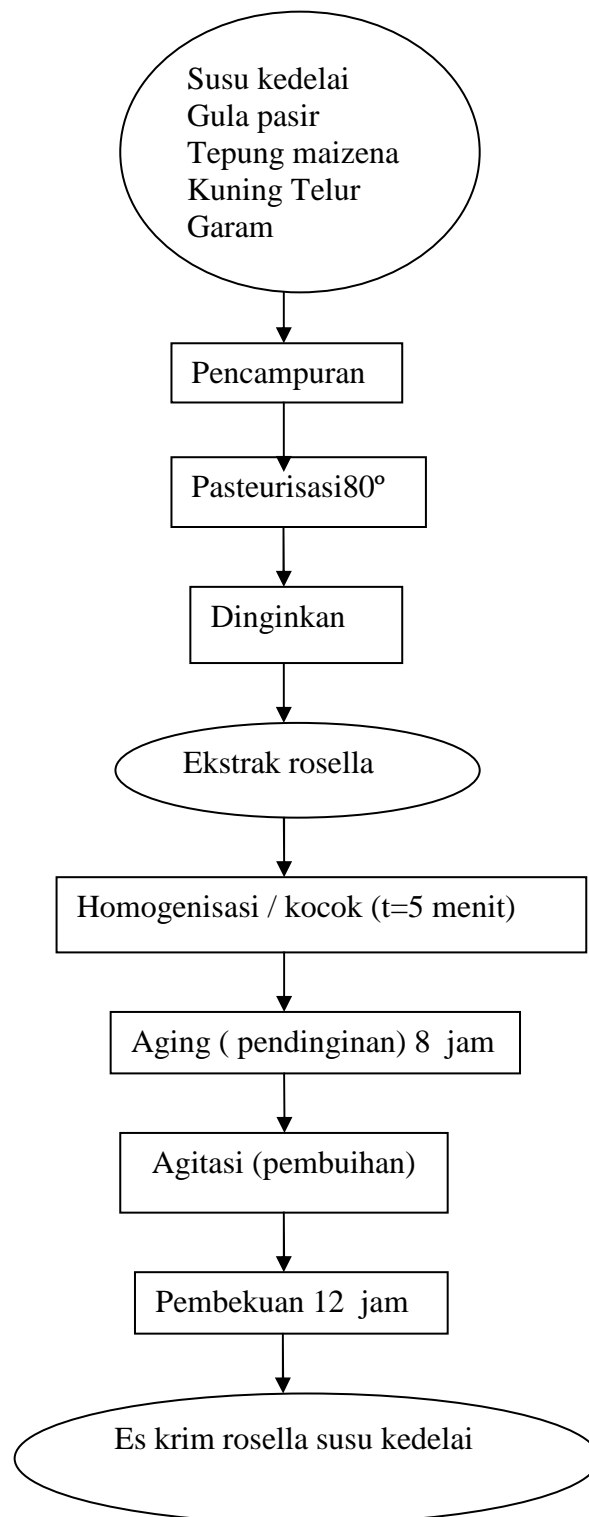 Susu kedelai
Gula pasir
Tepung maizena
Kuning Telur
Garam
Pencampuran
Pasteurisasi80º
Dinginkan
Ekstrak rosella
Homogenisasi / kocok (t=5 menit)
Aging ( pendinginan) 8 jam
Agitasi (pembuihan)
Pembekuan 12 jam
Es krim rosella susu kedelai